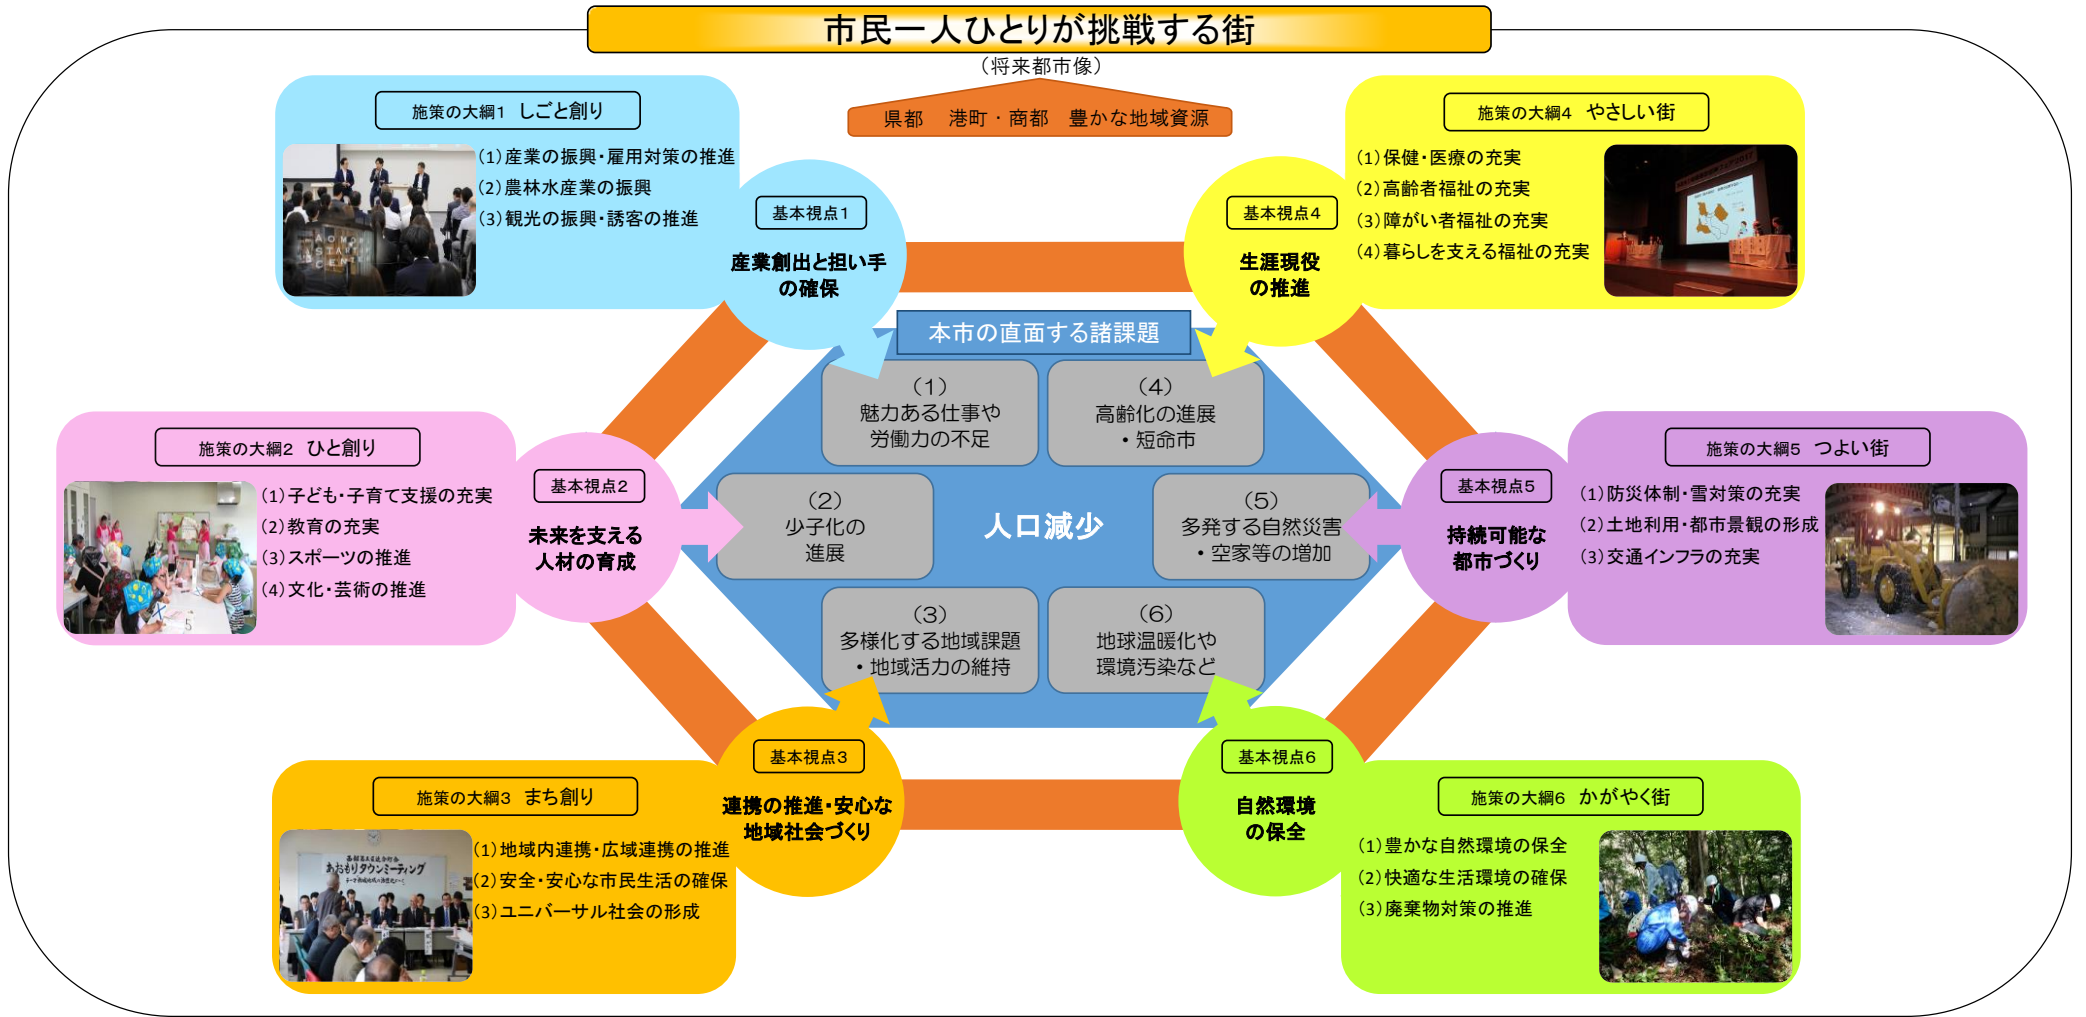 市民一人ひとりが挑戦する街
（将来都市像）
県都　港町・商都　豊かな地域資源
施策の大綱1　しごと創り
(1)産業の振興・雇用対策の推進
(2)農林水産業の振興
(3)観光の振興・誘客の推進
AOMOR
STARTUP
CENTER
基本視点1
産業創出と担い手
の確保
施策の大綱4　やさしい街
(1)保健・医療の充実
(2)高齢者福祉の充実
(3)障がい者福祉の充実
(4)暮らしを支える福祉の充実
基本視点4
生涯現役
の推進
本市の直面する諸課題
（1）
魅力ある仕事や
労働力の不足
（4）
高齢化の進展
・短命市
施策の大綱2　ひと創り
(1)子ども・子育て支援の充実
(2)教育の充実
(3)スポーツの推進
(4)文化・芸術の推進
5
基本視点2
未来を支える
人材の育成
（2）
少子化の
進展
人口減少
（5）
多発する自然災害
・空家等の増加
基本視点5
持続可能な
都市づくり
施策の大綱5　つよい街
(1)防災体制・雪対策の充実
(2)土地利用・都市景観の形成
(3)交通インフラの充実
（3）
多様化する地域課題
・地域活力の維持
（6）
地球温暖化や
環境汚染など
基本視点3
連携の推進・安心な
地域社会づくり
施策の大綱3　まち創り
(1)地域内連携・広域連携の推進
(2)安全・安心な市民生活の確保
(3)ユニバーサル社会の形成
あおもりタウンミーティング
基本視点6
自然環境
の保全
施策の大綱6　かがやく街
(1)豊かな自然環境の保全
(2)快適な生活環境の確保
(3)廃棄物対策の推進